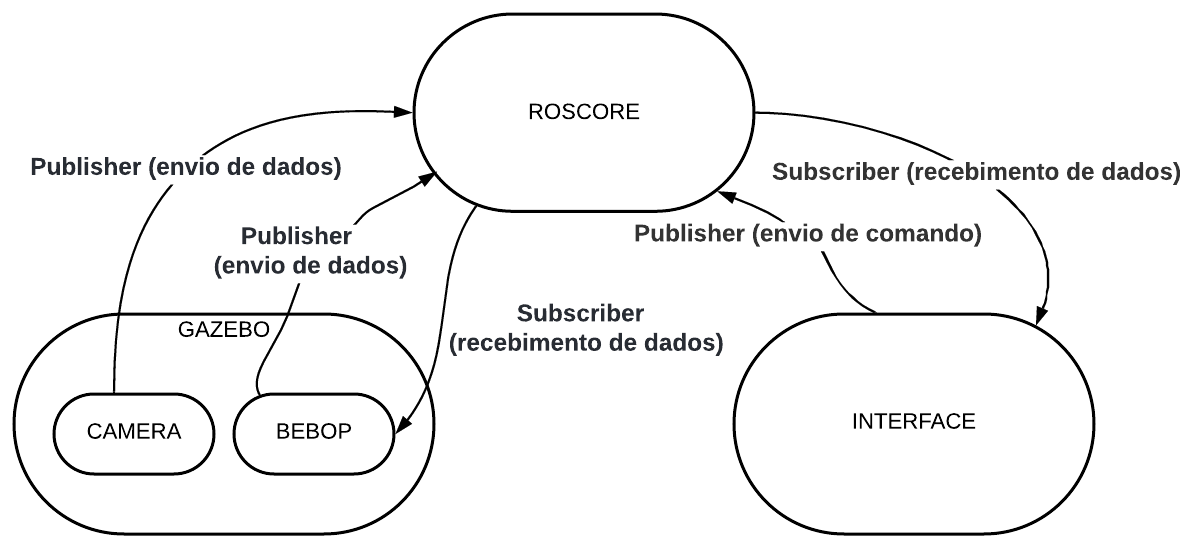 ROSCORE
Publisher (envio de dados)
Subscriber (recebimento de dados)
Publisher
(envio de dados)
Publisher (envio de comando)
Subscriber
(recebimento de dados)
GAZEBO
CAMERA
BEBOP
INTERFACE